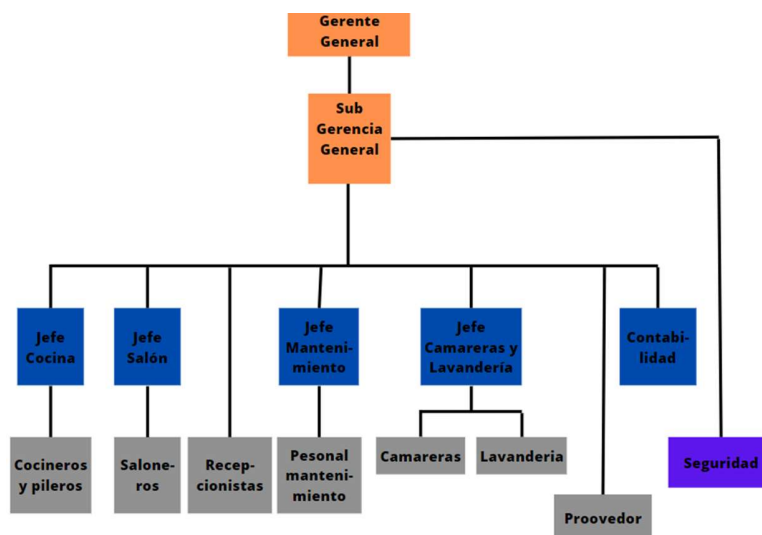 Gerente
General
Sub
Gerencia
General
Jefe
Cocina
Jefe
Salón
Jefe
Manteni-
miento
Jefe
Camareras y
Lavandería
Contabi-
lidad
Cocineros
y pileros
Salone-
ros
Recep-
cionistas
Pesonal
manteni-
miento
Camareras
Lavanderia
Proovedor
Seguridad